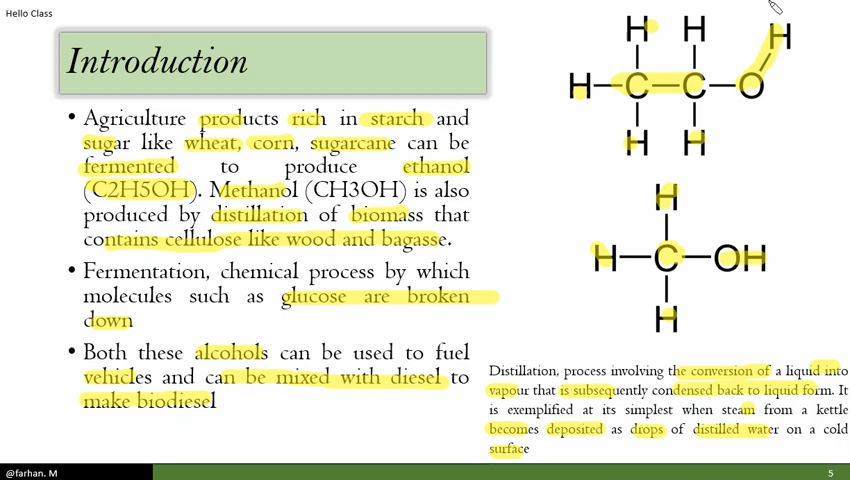 Hello Class
Introduction
• Agriculture products rich in starch and
sugar like wheat, corn, sugarcane can be
fermented to produce ethanol
(C2H5OH). Methanol (CH3OH) is also
produced by distillation of biomass that
contains cellulose like wood and bagasse.
• Fermentation, chemical process by which
molecules such as glucose are broken
down
• Both these alcohols can be used to fuel
vehicles and can be mixed with diesel to
make biodiesel
H H H
H C C O
H H
H
H C OH
H
Distillation, process involving the conversion of a liquid into
vapour that is subsequently condensed back to liquid form. It
is exemplified at its simplest when steam from a kettle
becomes deposited as drops of distilled water on a cold
surface
@farhan. M
5